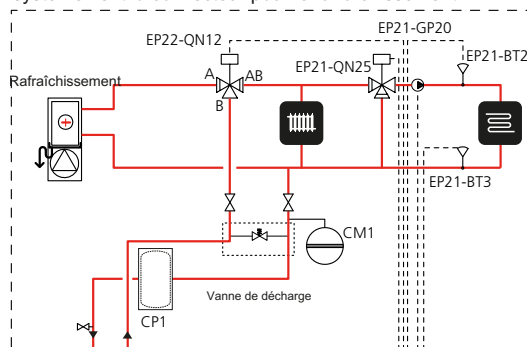 EP22-QN12
EP21-GP20
EP21-QN25
EP21-BT2
Rafraîchissement
A
AB
B
EP21-BT3
CM1
Vanne de décharge
CP1